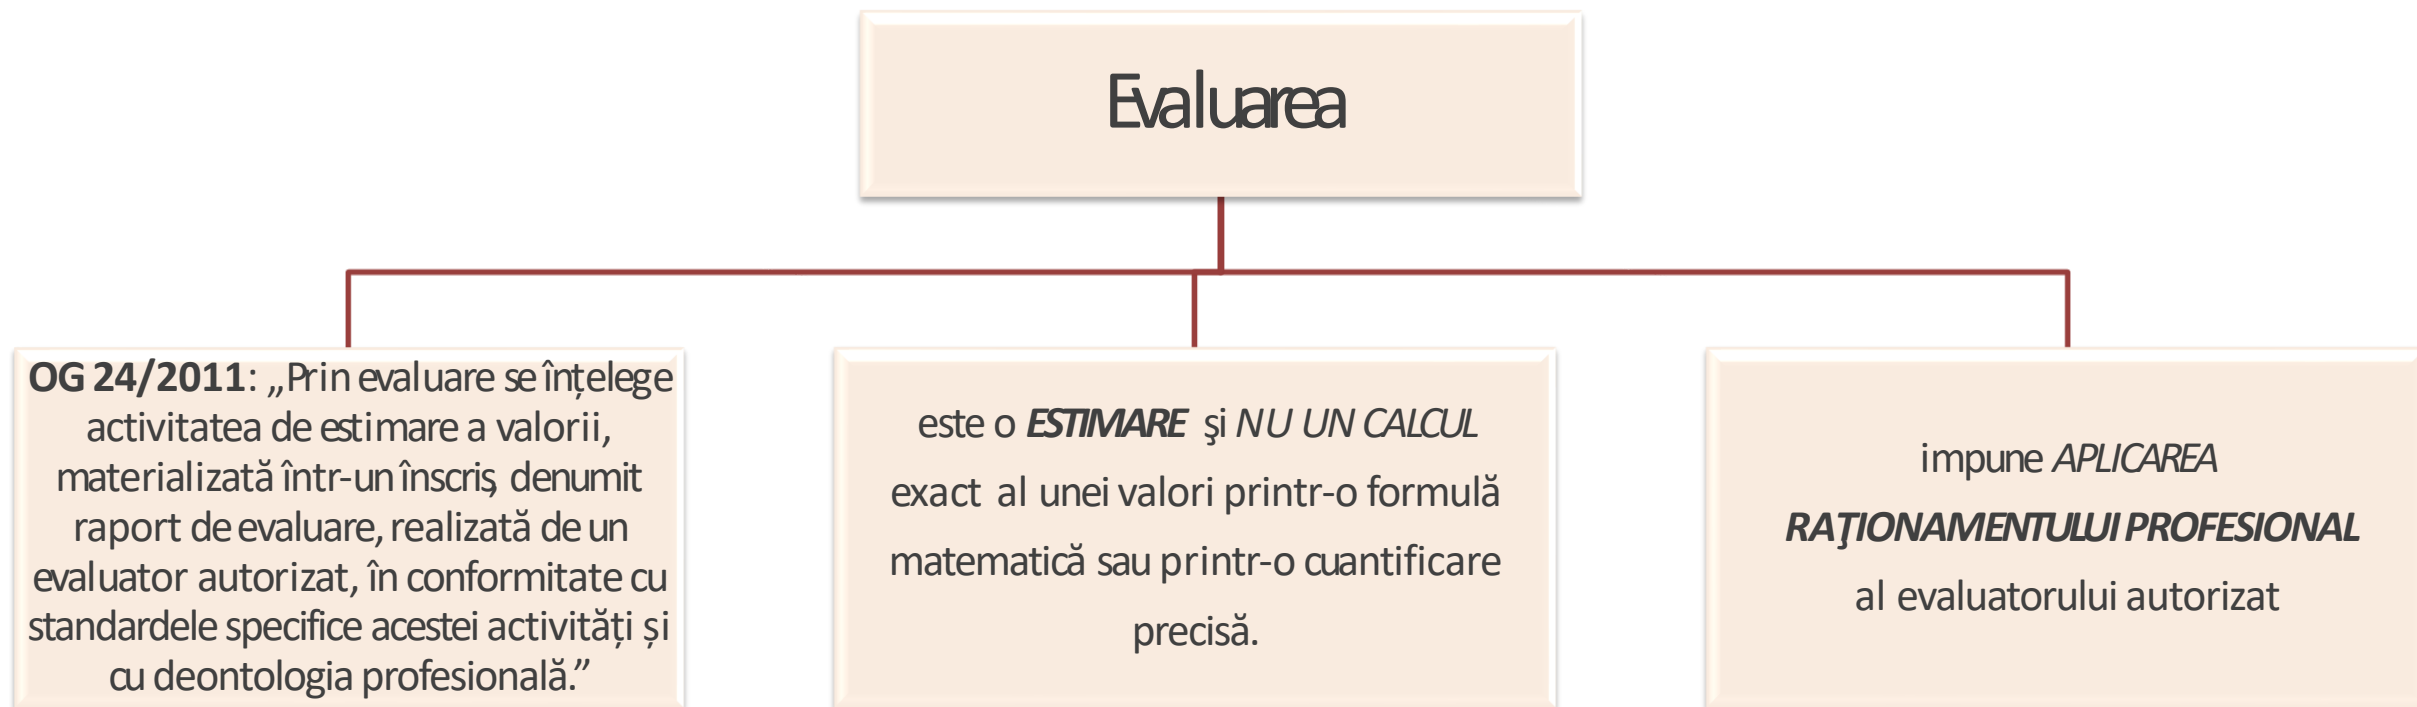 Evaluarea
OG 24/2011: „Prin evaluare se înțelege
activitatea de estimare a valorii,
materializată într-un înscris, denumit
raport de evaluare, realizată de un
evaluator autorizat, în conformitate cu
standardele specifice acestei activități și
cu deontologia profesională.”
este o ESTIMARE şi NU UN CALCUL
exact al unei valori printr-o formulă
matematică sau printr-o cuantificare
precisă.
impune APLICAREA
RAŢIONAMENTULUI PROFESIONAL
al evaluatorului autorizat